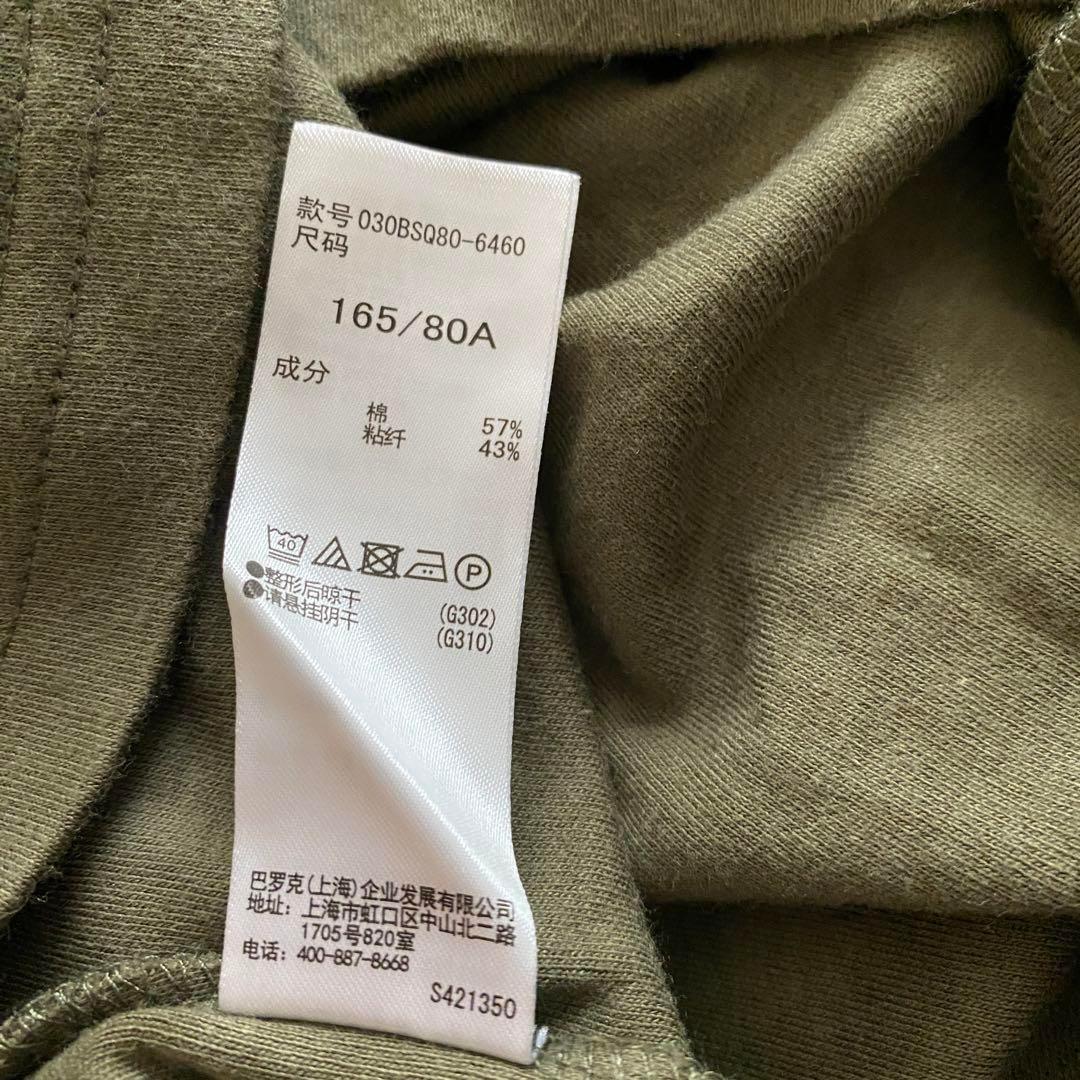 款号 030BSQ80-6460
尺码
165/80A
成分
棉 57%
粘纤 43%
40
P
整形后晾干 (G302)
请悬挂阴干 (G310)
巴罗克(上海)企业发展有限公司
地址: 上海市虹口区中山北二路
1705号820室
电话: 400-887-8668
S421350